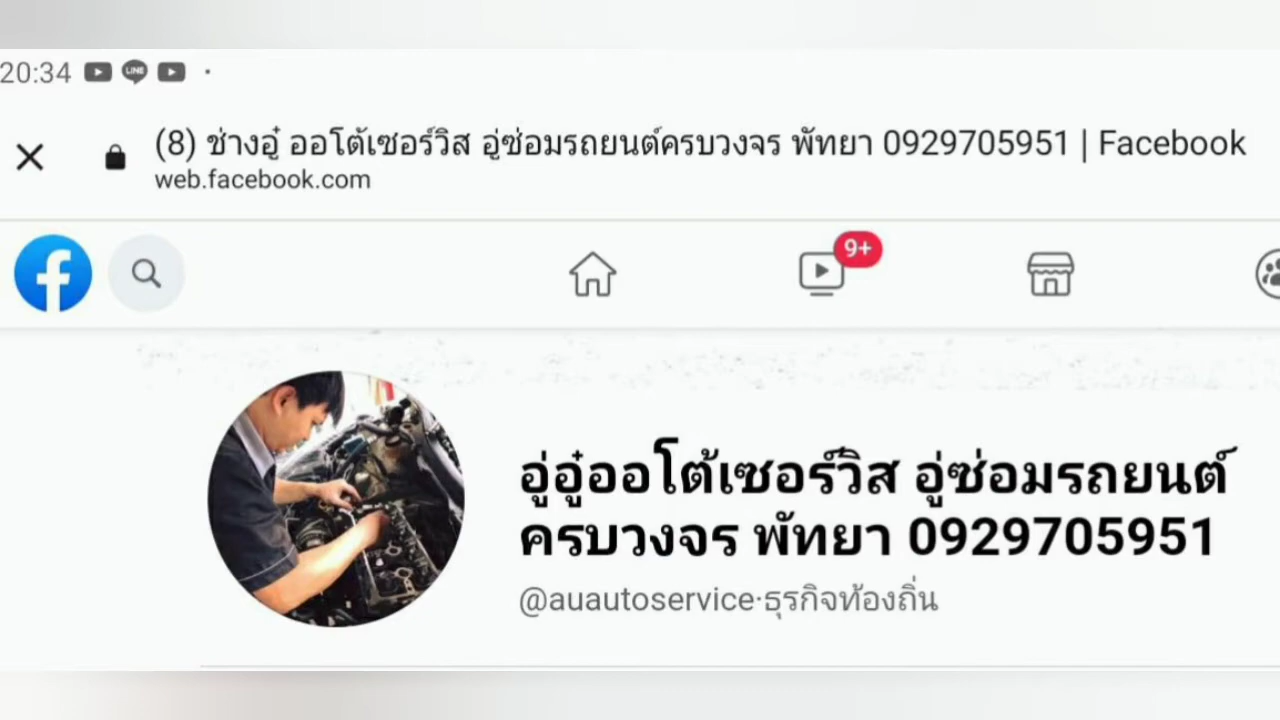 20:34 LINE
(8) ช่างอู๋ ออโต้เซอร์วิส อู่ซ่อมรถยนต์ครบวงจร พัทยา 0929705951 | Facebook
web.facebook.com
9+
อู่อู๋ออโต้เซอร์วิส อู่ซ่อมรถยนต์
ครบวงจร พัทยา 0929705951
@auautoservice·ธุรกิจท้องถิ่น